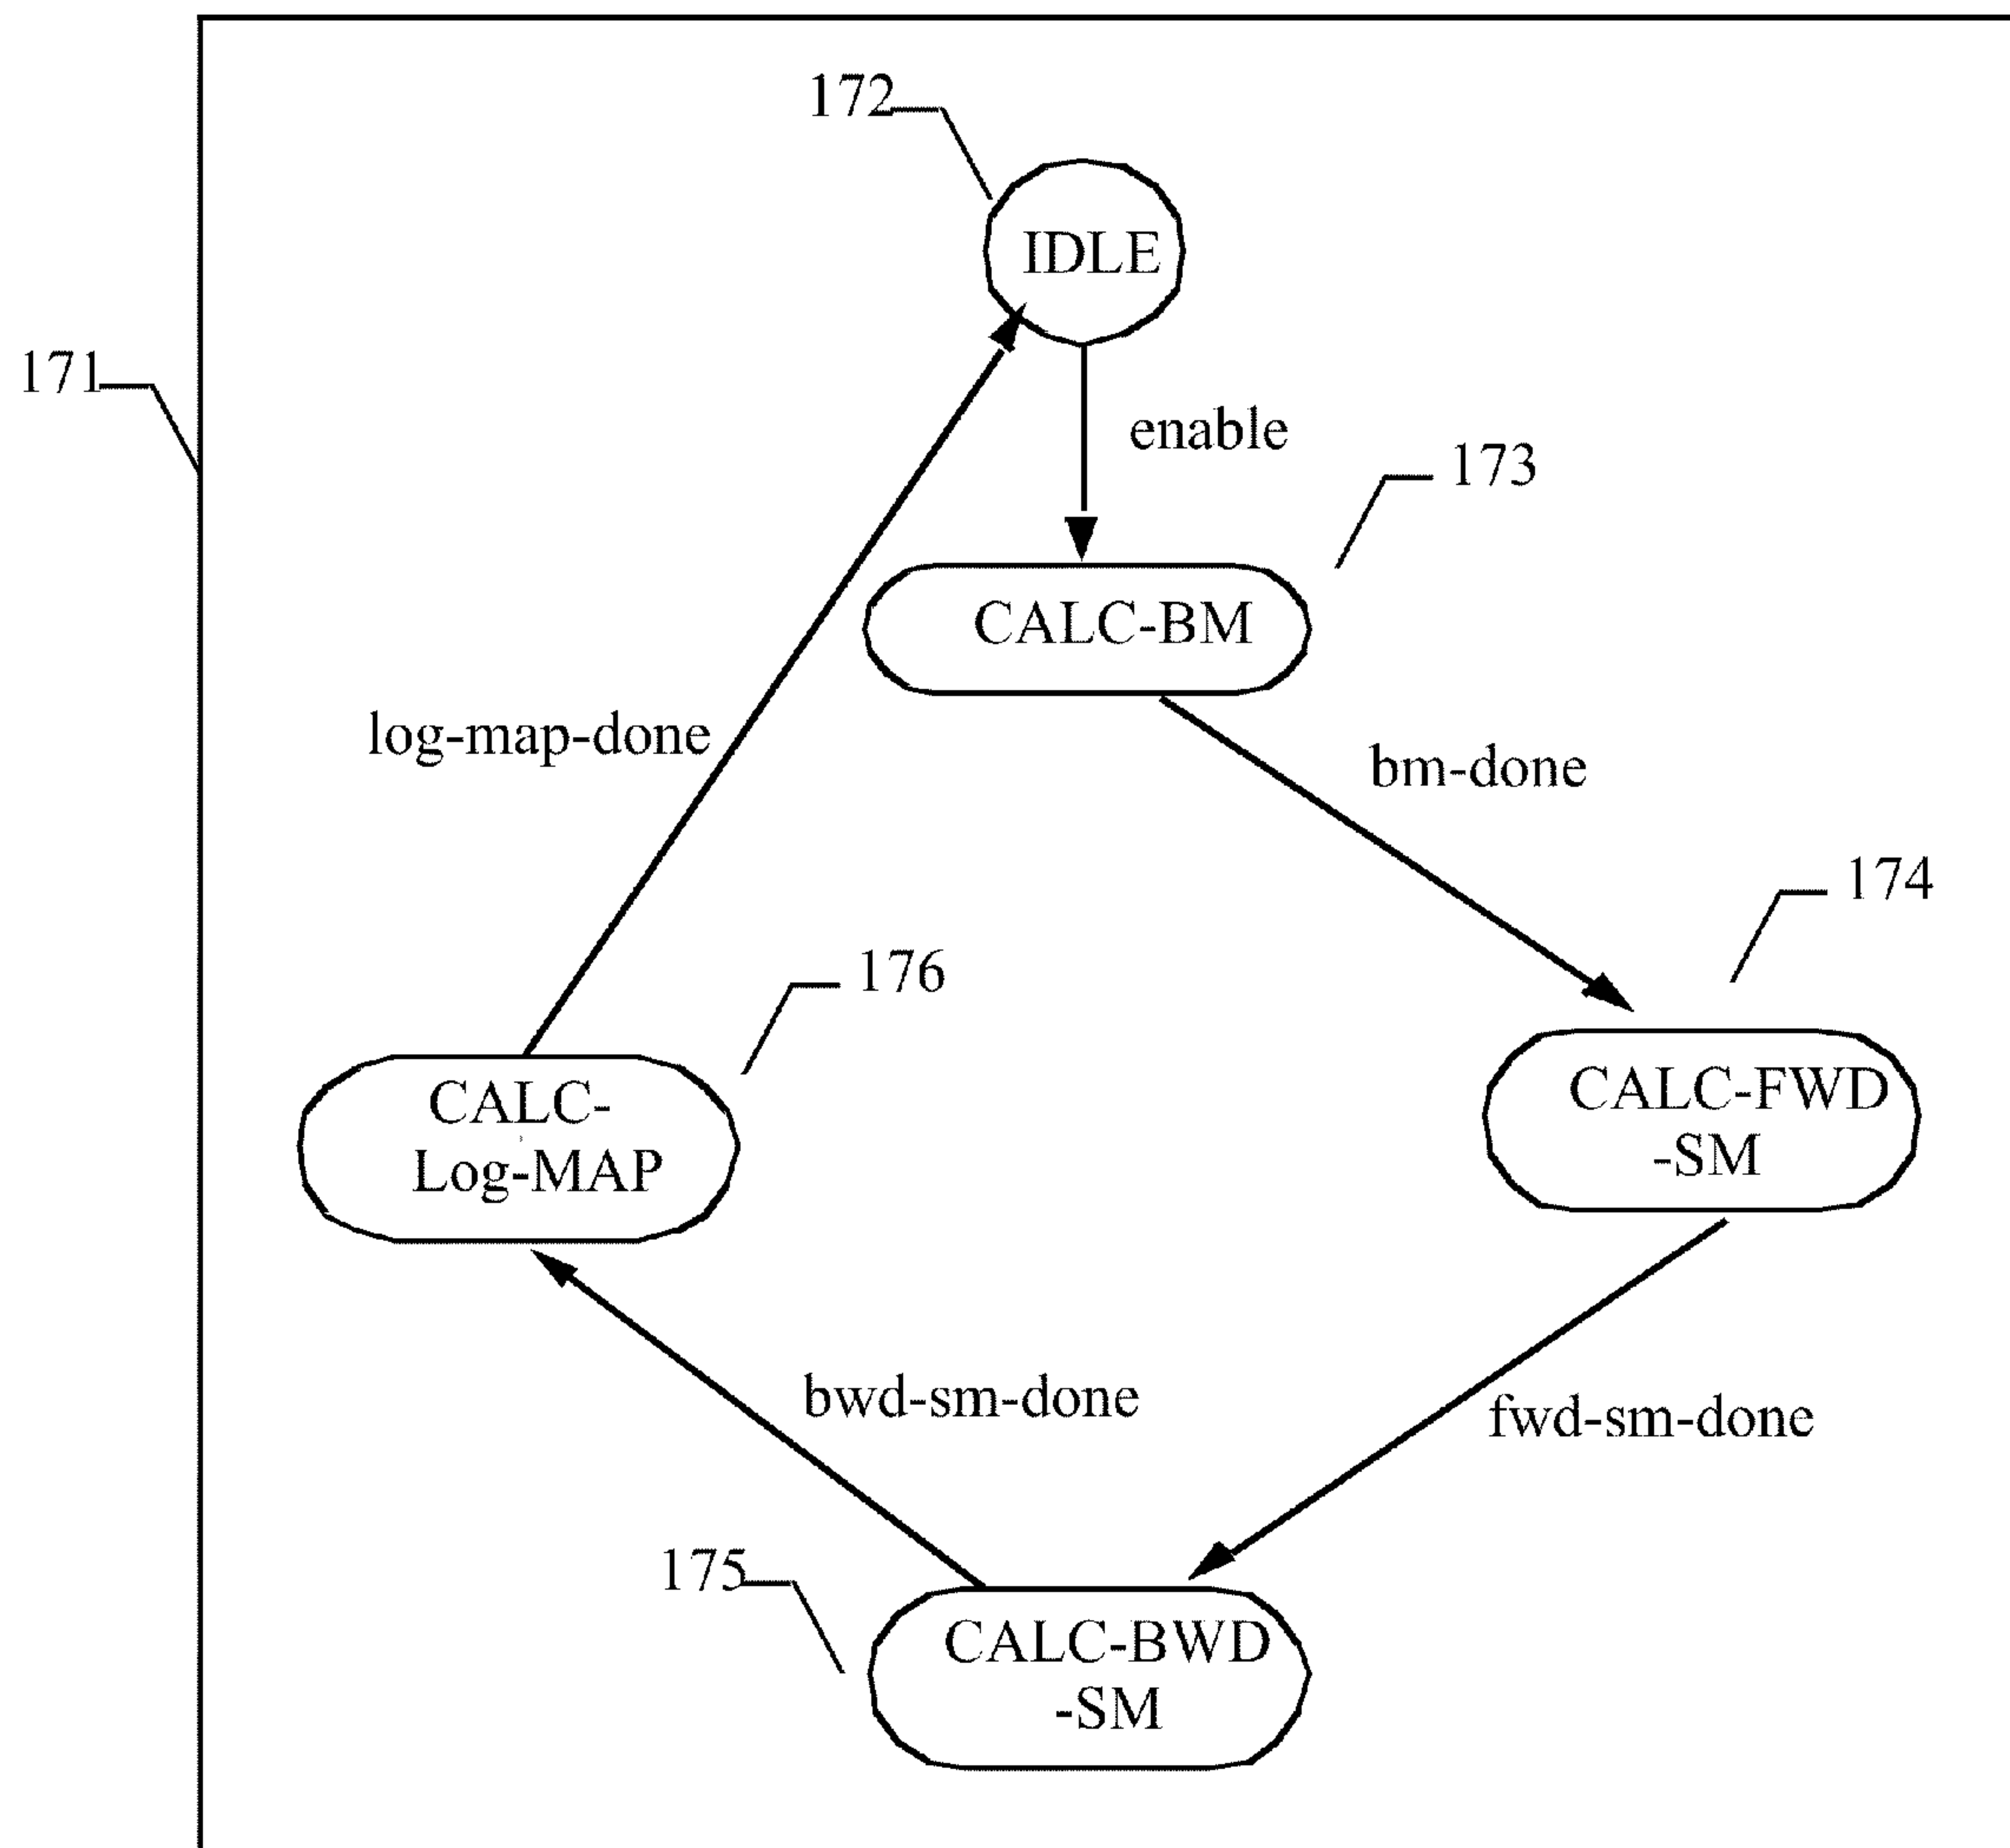 172
IDLE
171
enable
173
CALC-BM
log-map-done
bm-done
174
176
CALC-FWD
-SM
CALC-
Log-MAP
bwd-sm-done
fwd-sm-done
175
CALC-BWD
-SM